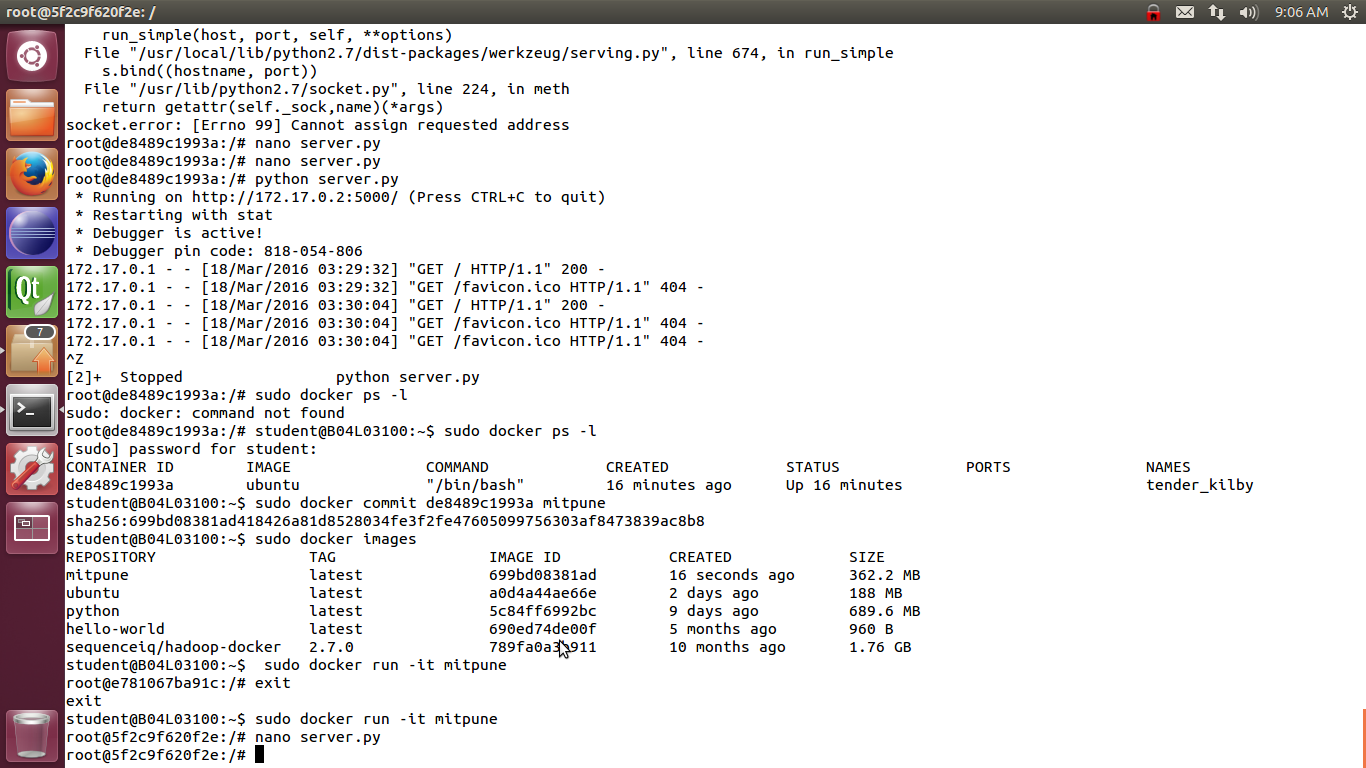 root@5f2c9f620f2e: /
9:06 AM
run_simple(host, port, self, **options)
File "/usr/local/lib/python2.7/dist-packages/werkzeug/serving.py", line 674, in run_simple
s.bind((hostname, port))
File "/usr/lib/python2.7/socket.py", line 224, in meth
return getattr(self._sock,name)(*args)
socket.error: [Errno 99] Cannot assign requested address
root@de8489c1993a:/# nano server.py
root@de8489c1993a:/# nano server.py
root@de8489c1993a:/# python server.py
* Running on http://172.17.0.2:5000/ (Press CTRL+C to quit)
* Restarting with stat
* Debugger is active!
* Debugger pin code: 818-054-806
172.17.0.1 - - [18/Mar/2016 03:29:32] "GET / HTTP/1.1" 200 -
172.17.0.1 - - [18/Mar/2016 03:29:32] "GET /favicon.ico HTTP/1.1" 404 -
172.17.0.1 - - [18/Mar/2016 03:30:04] "GET / HTTP/1.1" 200 -
172.17.0.1 - - [18/Mar/2016 03:30:04] "GET /favicon.ico HTTP/1.1" 404 -
172.17.0.1 - - [18/Mar/2016 03:30:04] "GET /favicon.ico HTTP/1.1" 404 -
^Z
[2]+  Stopped                 python server.py
root@de8489c1993a:/# sudo docker ps -l
sudo: docker: command not found
root@de8489c1993a:/# student@B04L03100:~$ sudo docker ps -l
[sudo] password for student:
CONTAINER ID        IMAGE               COMMAND             CREATED             STATUS              PORTS               NAMES
de8489c1993a        ubuntu              "/bin/bash"         16 minutes ago      Up 16 minutes                           tender_kilby
student@B04L03100:~$ sudo docker commit de8489c1993a mitpune
sha256:699bd08381ad418426a81d8528034fe3f2fe47605099756303af8473839ac8b8
student@B04L03100:~$ sudo docker images
REPOSITORY                 TAG                 IMAGE ID            CREATED             SIZE
mitpune                    latest              699bd08381ad        16 seconds ago      362.2 MB
ubuntu                     latest              a0d4a44ae66e        2 days ago          188 MB
python                     latest              5c84ff6992bc        9 days ago          689.6 MB
hello-world                latest              690ed74de00f        5 months ago        960 B
sequenceiq/hadoop-docker   2.7.0               10 months ago       1.76 GB
student@B04L03100:~$  sudo docker run -it mitpune
root@e781067ba91c:/# exit
exit
student@B04L03100:~$ sudo docker run -it mitpune
root@5f2c9f620f2e:/# nano server.py
root@5f2c9f620f2e:/#
Qt
7
>_